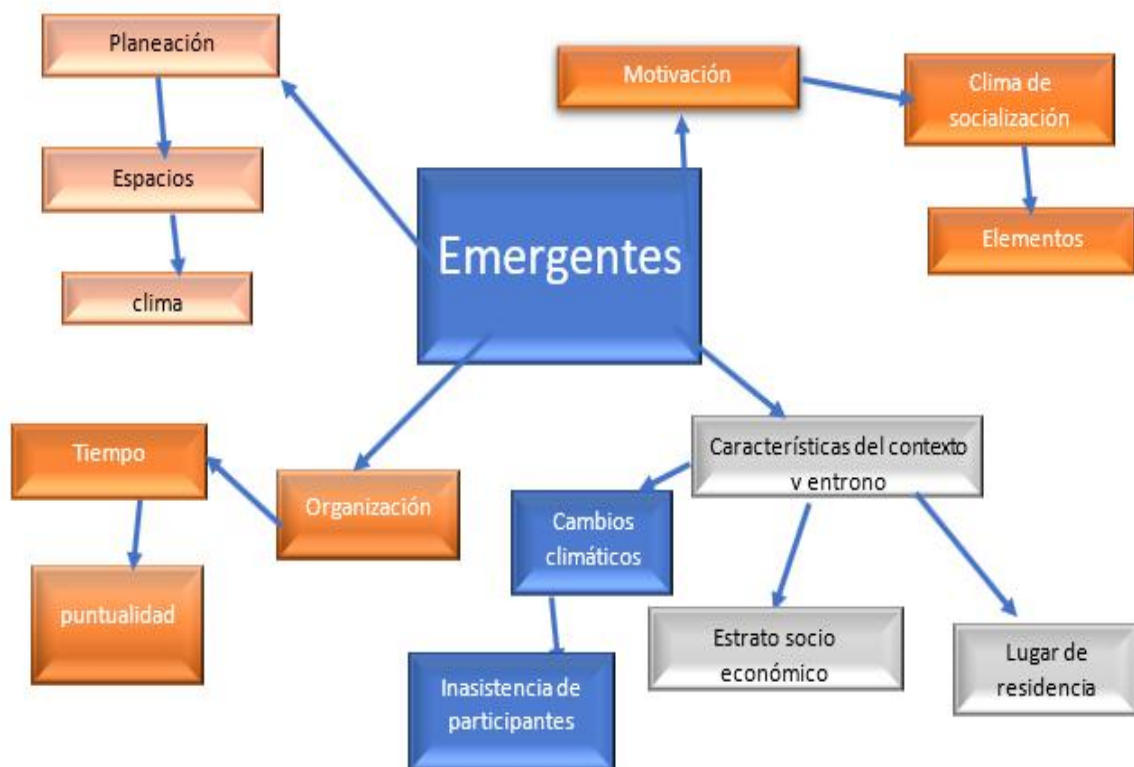 Planeación
Motivación
Clima de
socialización
Espacios
Elementos
Emergentes
clima
Tiempo
Características del contexto
y entrono
Organización
Cambios
climáticos
puntualidad
Estrato socio
económico
Lugar de
residencia
Inasistencia de
participantes